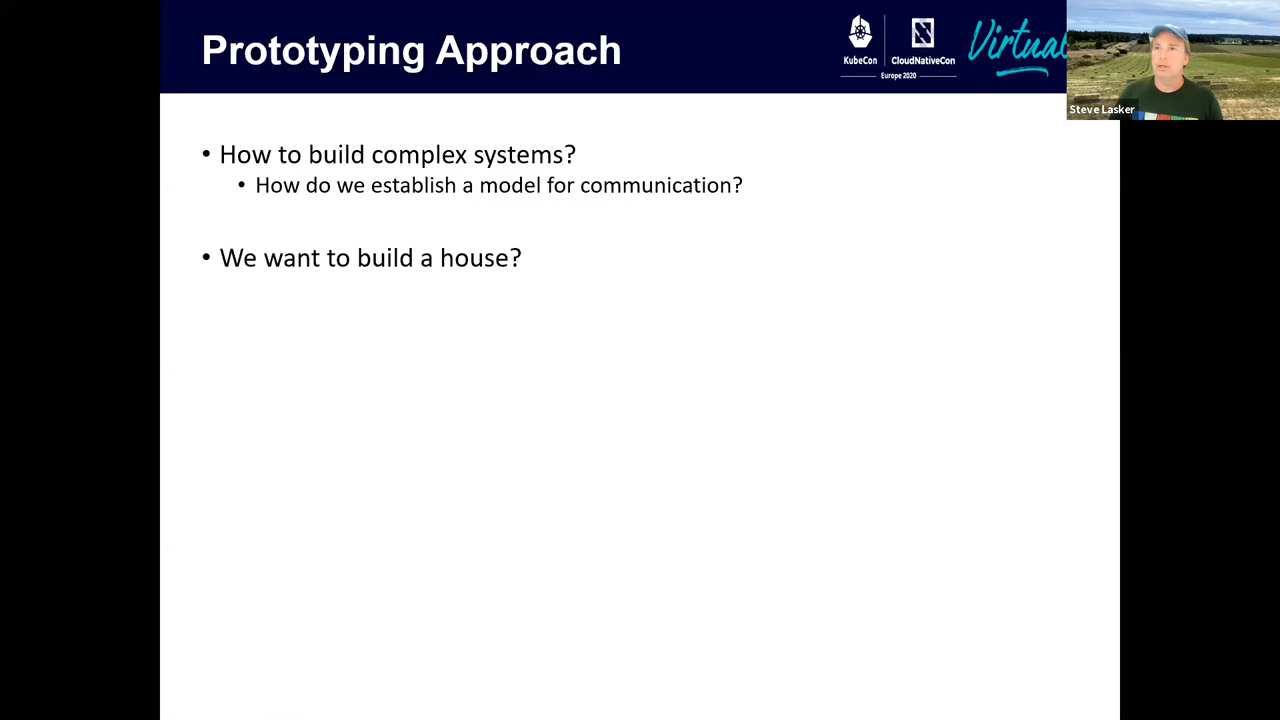 Prototyping Approach
KubeCon
CloudNativeCon
Europe 2020
Virtual
Steve Lasker
• How to build complex systems?
• How do we establish a model for communication?
• We want to build a house?